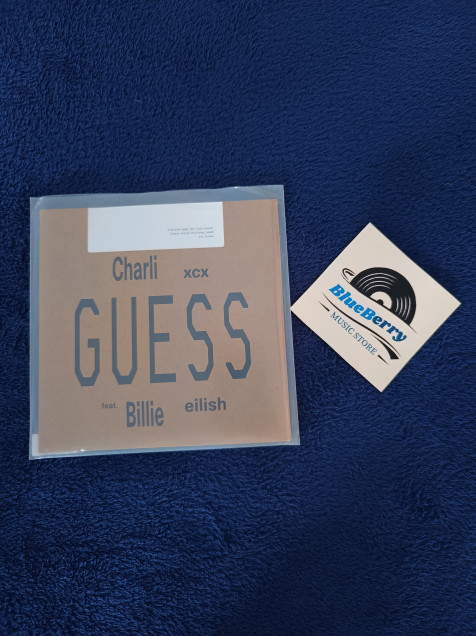 Charli xcx
GUESS
feat. Billie eilish
BlueBerry
MUSIC STORE